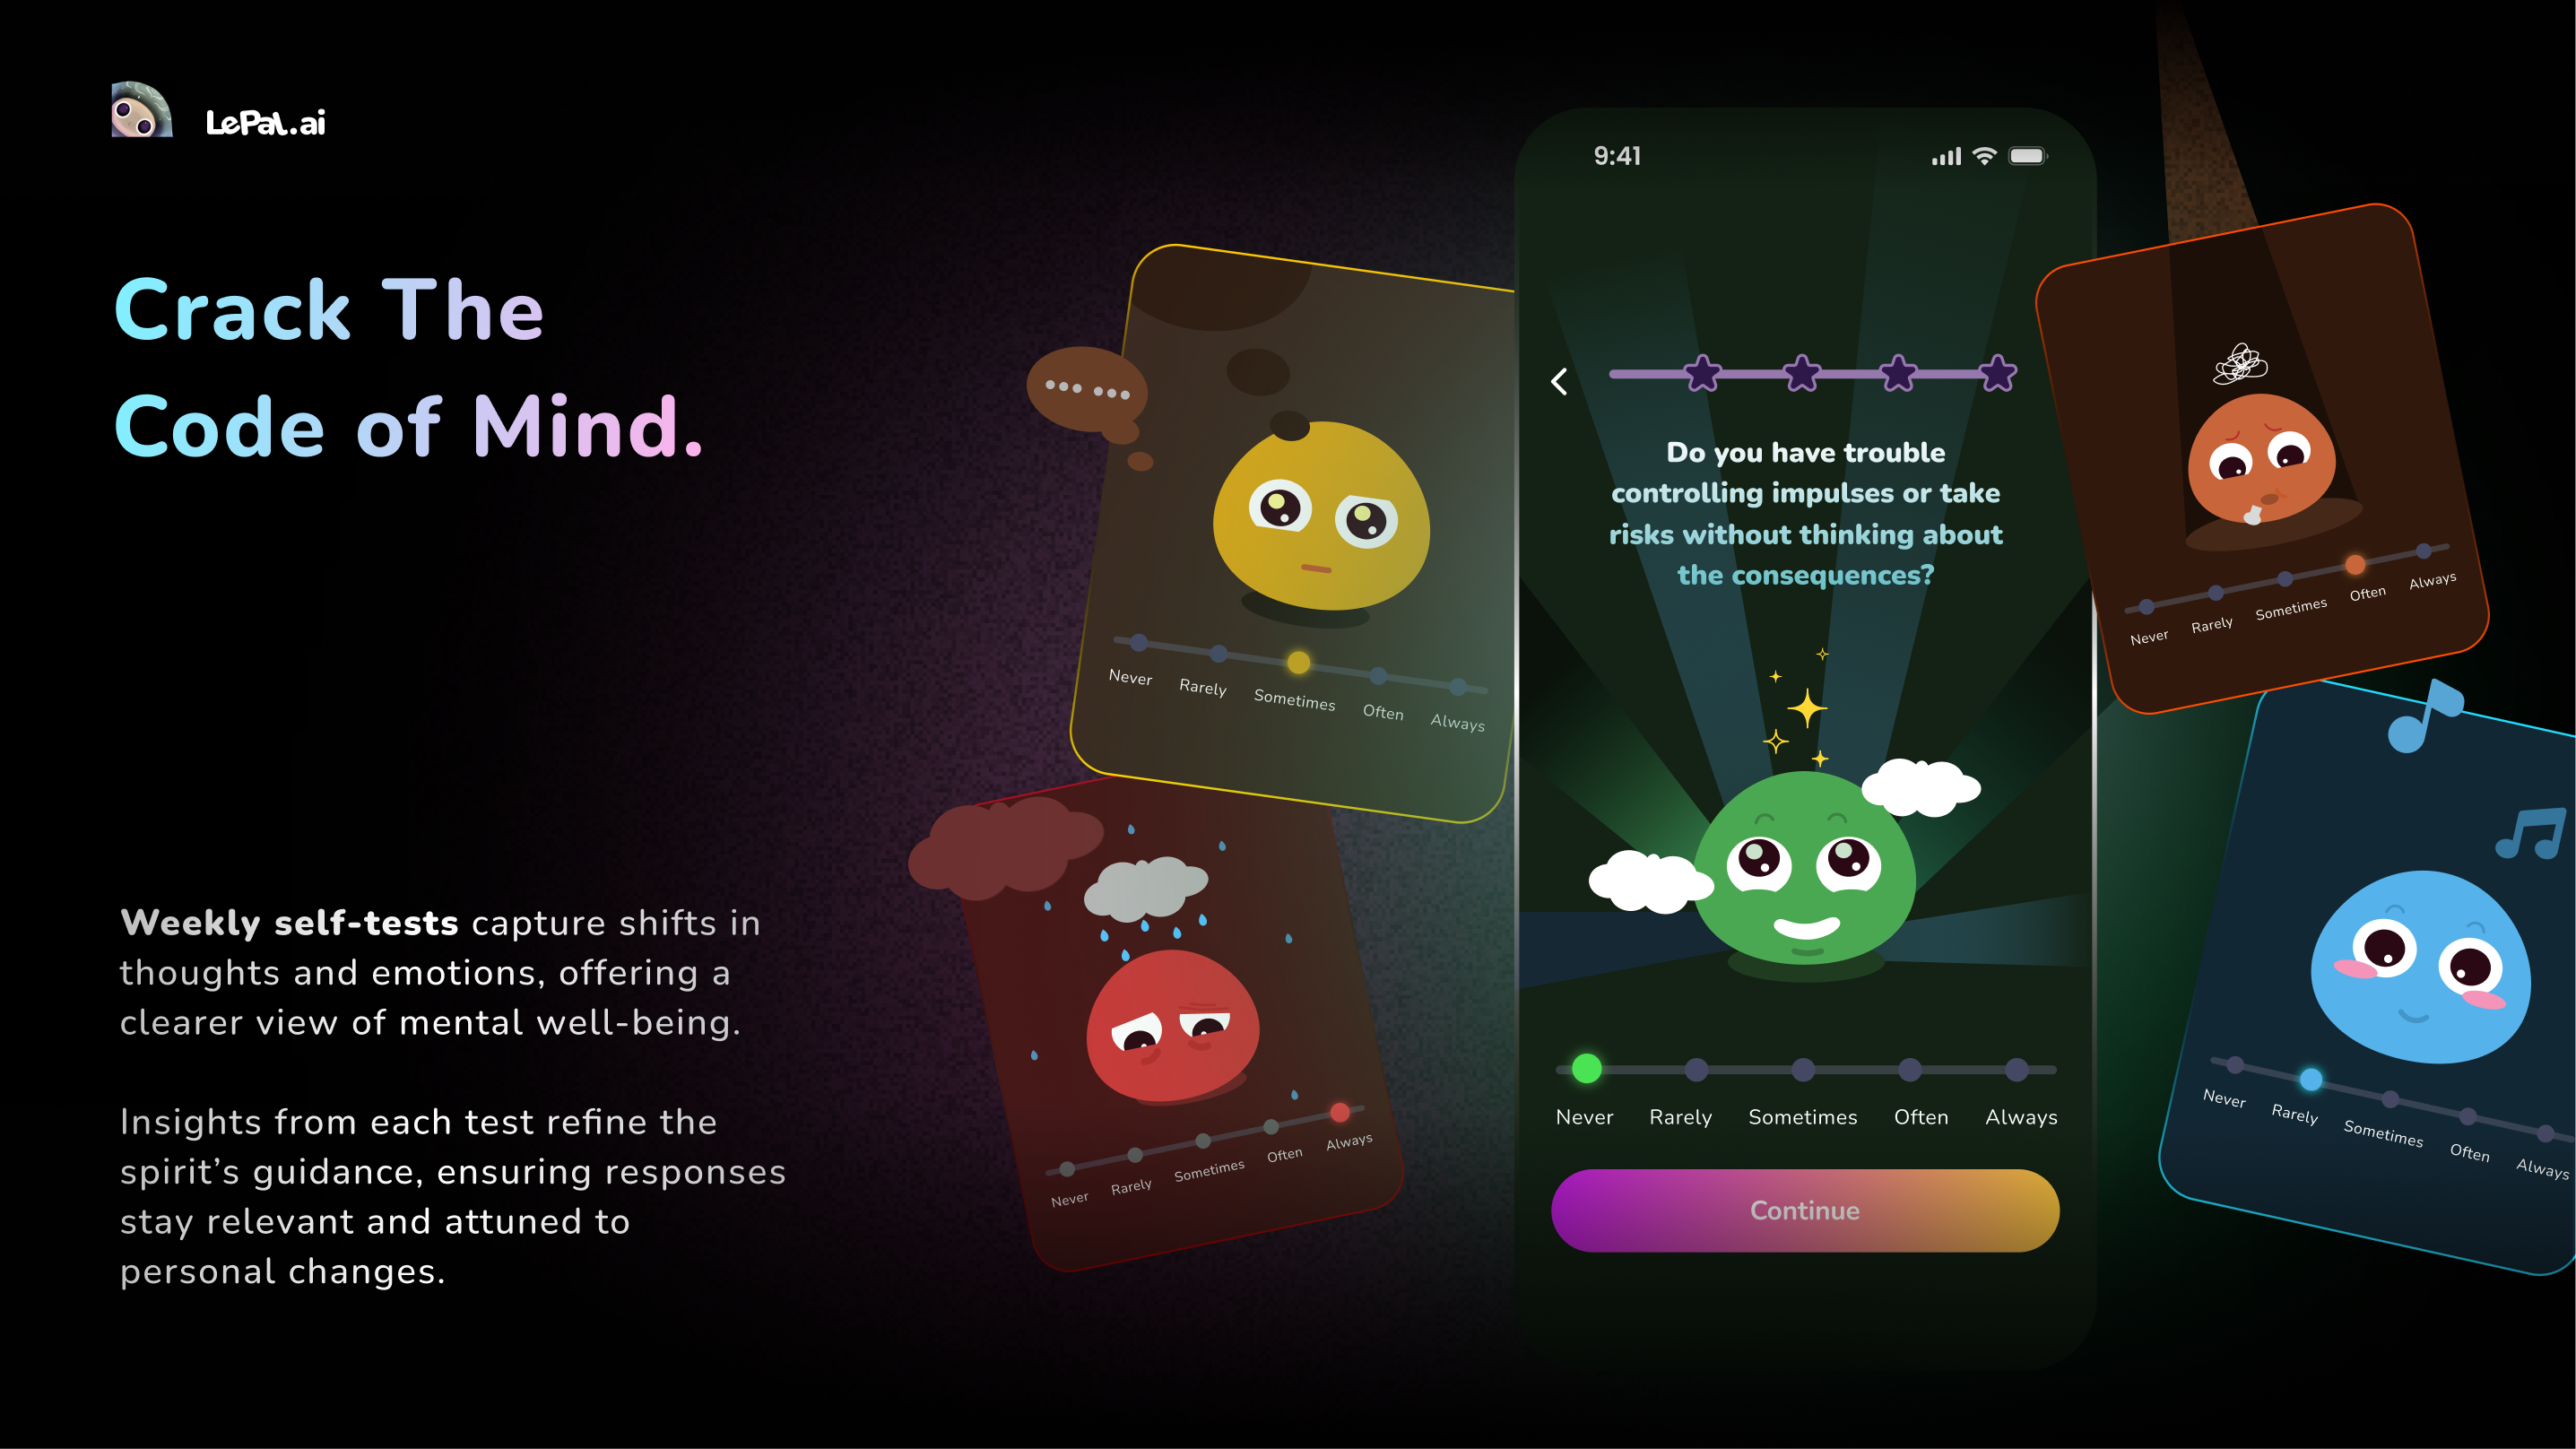 LePal.ai
Crack The
Code of Mind.
Weekly self-tests capture shifts in
thoughts and emotions, offering a
clearer view of mental well-being.
Insights from each test refine the
spirit’s guidance, ensuring responses
stay relevant and attuned to
personal changes.
Never Rarely Sometimes Often Always
Never Rarely Sometimes Often Always
9:41
Do you have trouble
controlling impulses or take
risks without thinking about
the consequences?
Never Rarely Sometimes Often Always
Continue
Never Rarely Sometimes Often Always
Never Rarely Sometimes Often Always